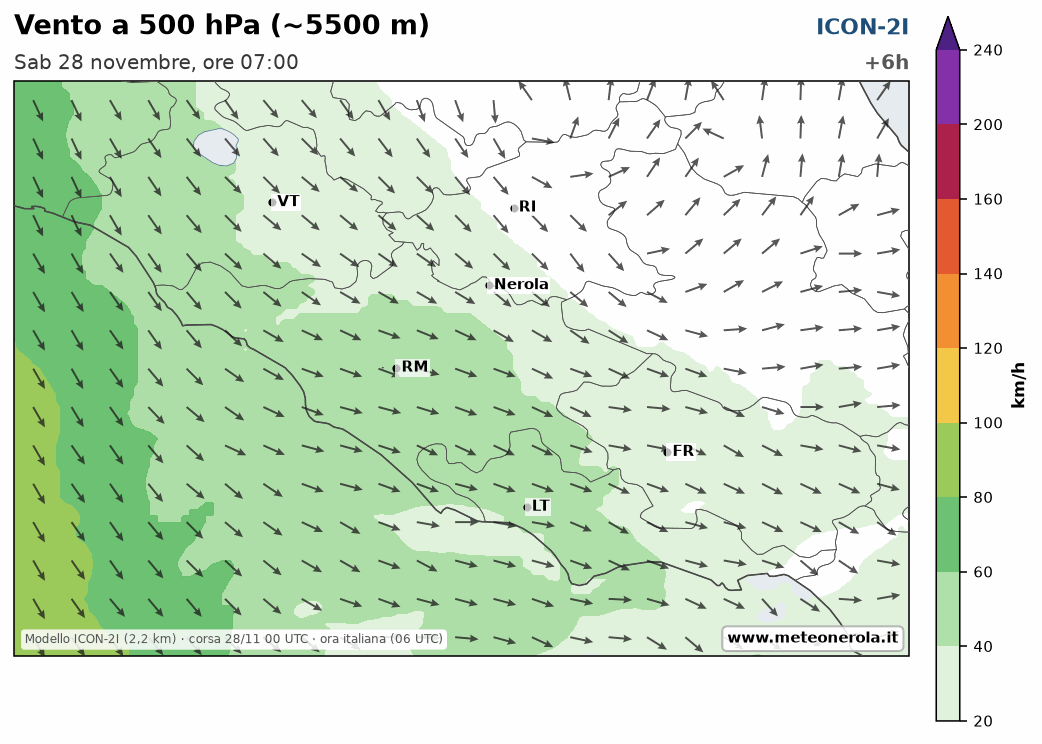 Vento a 500 hPa (~5500 m)
ICON-2I
Sab 28 novembre, ore 07:00
+6h
VT
RI
Nerola
RM
FR
LT
Modello ICON-2I (2,2 km) · corsa 28/11 00 UTC · ora italiana (06 UTC)
www.meteonerola.it
240
200
160
140
120
100
80
60
40
20
km/h